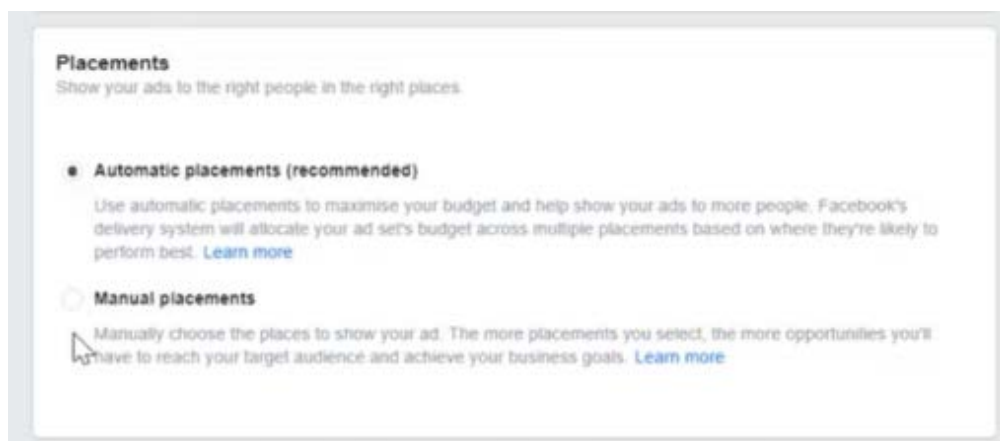 Placements
Show your ads to the right people in the right places.
Automatic placements (recommended)
Use automatic placements to maximise your budget and help show your ads to more people. Facebook's
delivery system will allocate your ad set's budget across multiple placements based on where they're likely to
perform best. Learn more
Manual placements
Manually choose the places to show your ad. The more placements you select, the more opportunities you'll
have to reach your target audience and achieve your business goals. Learn more